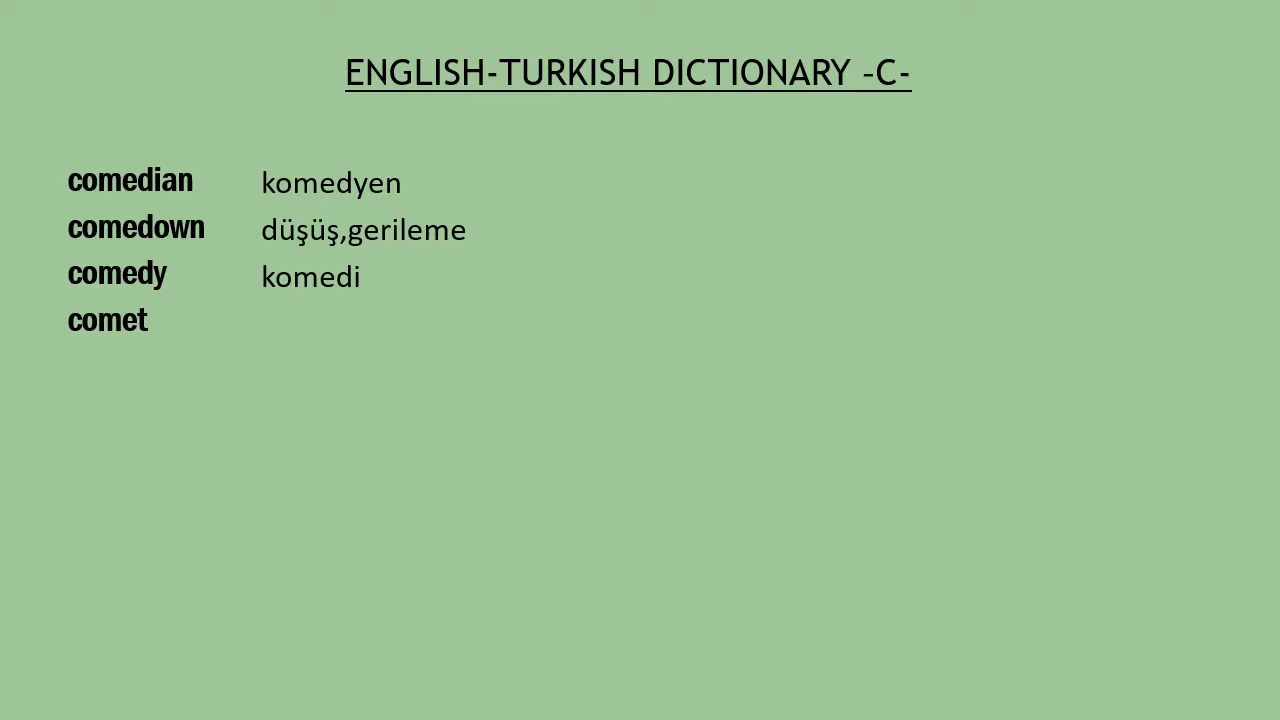 ENGLISH-TURKISH DICTIONARY –C-
comedian komedyen
comedown düşüş,gerileme
comedy komedi
comet